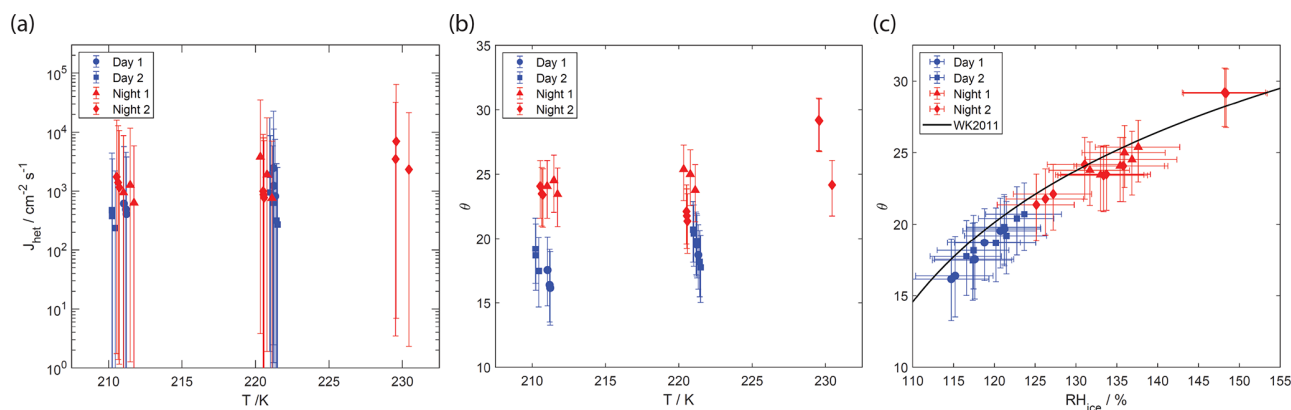 (a)
10^5
10^4
10^3
10^2
10^1
10^0
J_het / cm^-2 s^-1
210 215 220 225 230
T /K
Day 1
Day 2
Night 1
Night 2
(b)
35
30
25
20
15
10
θ
210 215 220 225 230
T / K
Day 1
Day 2
Night 1
Night 2
(c)
30
25
20
15
10
θ
110 115 120 125 130 135 140 145 150 155
RH_ice / %
Day 1
Day 2
Night 1
Night 2
WK2011